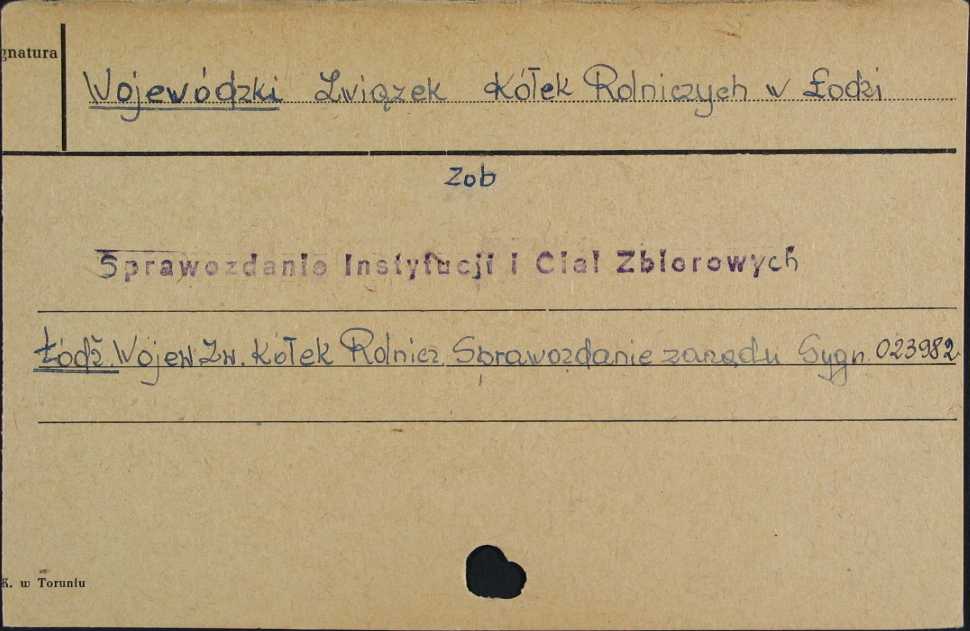 gnatura
Wojewódzki Związek Kółek Rolniczych w Łodzi
Zob
Sprawozdanie Instytucji i Ciał Zbiorowych
Łódź. Wojew. Zw. Kółek Rolnicz. Sprawozdanie zarządu Sygn. 023982
K. w Toruniu